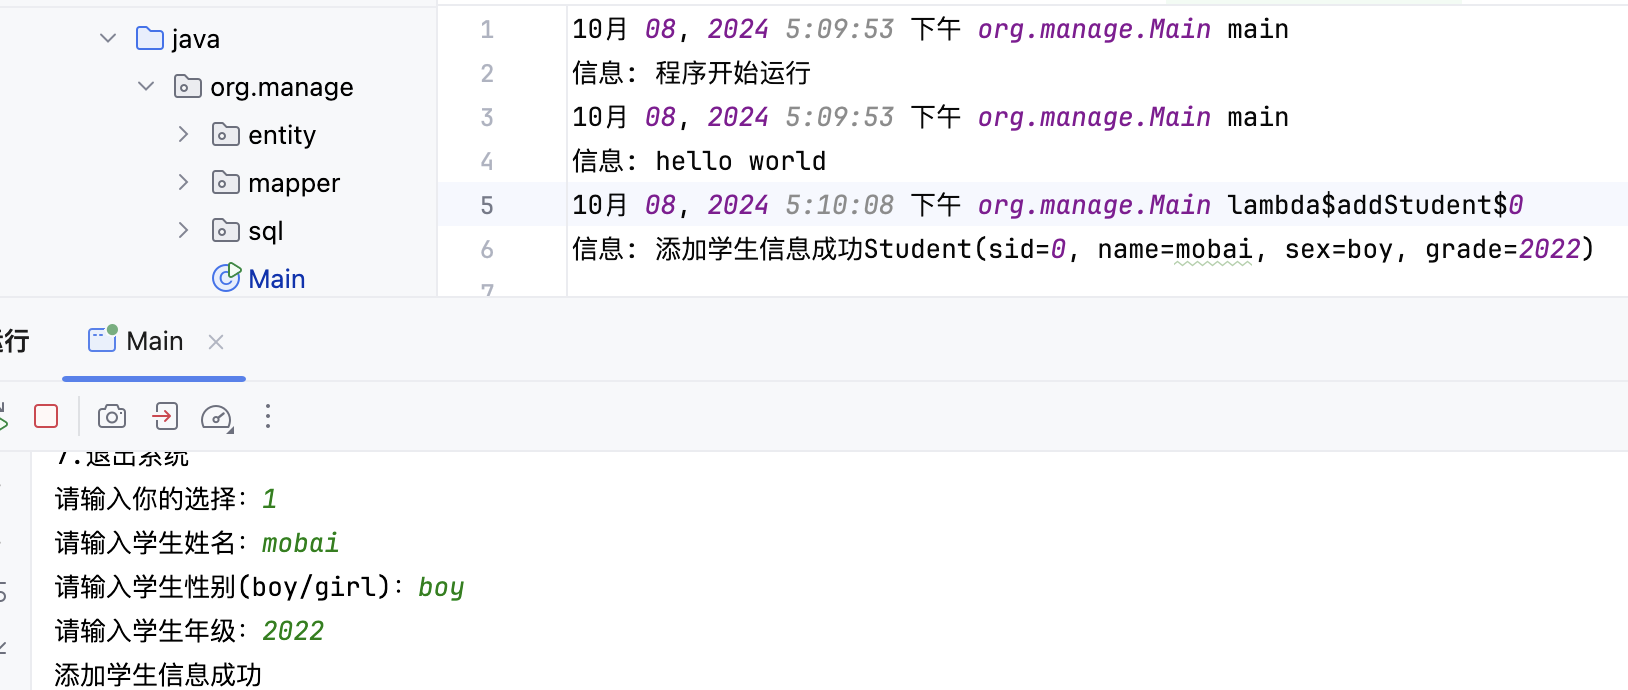 java
org.manage
entity
mapper
sql
Main
1 10月 08, 2024 5:09:53 下午 org.manage.Main main
2 信息: 程序开始运行
3 10月 08, 2024 5:09:53 下午 org.manage.Main main
4 信息: hello world
5 10月 08, 2024 5:10:08 下午 org.manage.Main lambda$addStudent$0
6 信息: 添加学生信息成功Student(sid=0, name=mobai, sex=boy, grade=2022)
7
运行 Main
7.退出系统
请输入你的选择: 1
请输入学生姓名: mobai
请输入学生性别(boy/girl): boy
请输入学生年级: 2022
添加学生信息成功